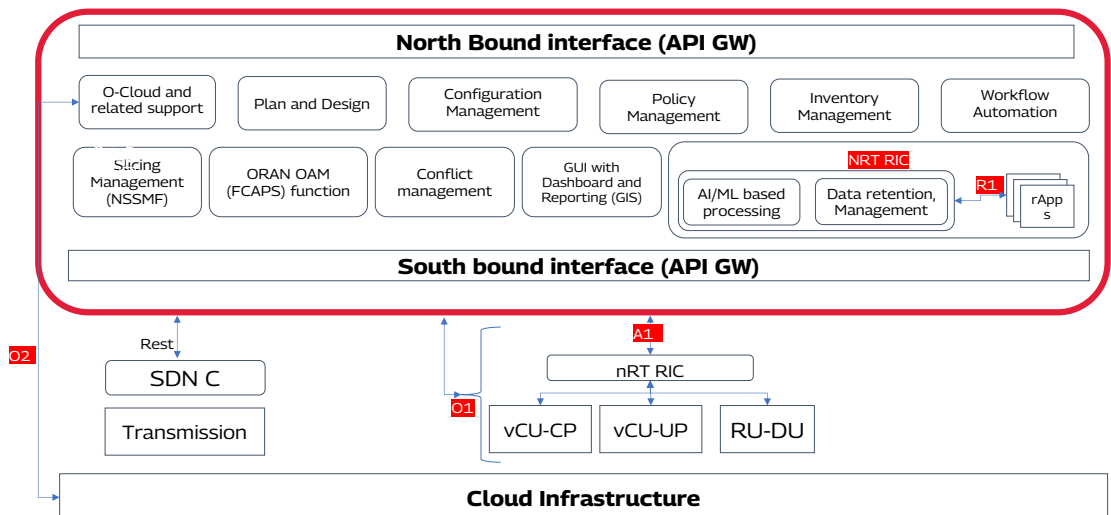 North Bound interface (API GW)
O-Cloud and
related support
Plan and Design
Configuration
Management
Policy
Management
Inventory
Management
Workflow
Automation
Slicing
Management
(NSSMF)
ORAN OAM
(FCAPS) function
Conflict
management
GUI with
Dashboard and
Reporting (GIS)
NRT RIC
AI/ML based
processing
Data retention,
Management
R1
rApp
s
South bound interface (API GW)
O2
Rest
SDN C
Transmission
O1
A1
nRT RIC
vCU-CP
vCU-UP
RU-DU
Cloud Infrastructure